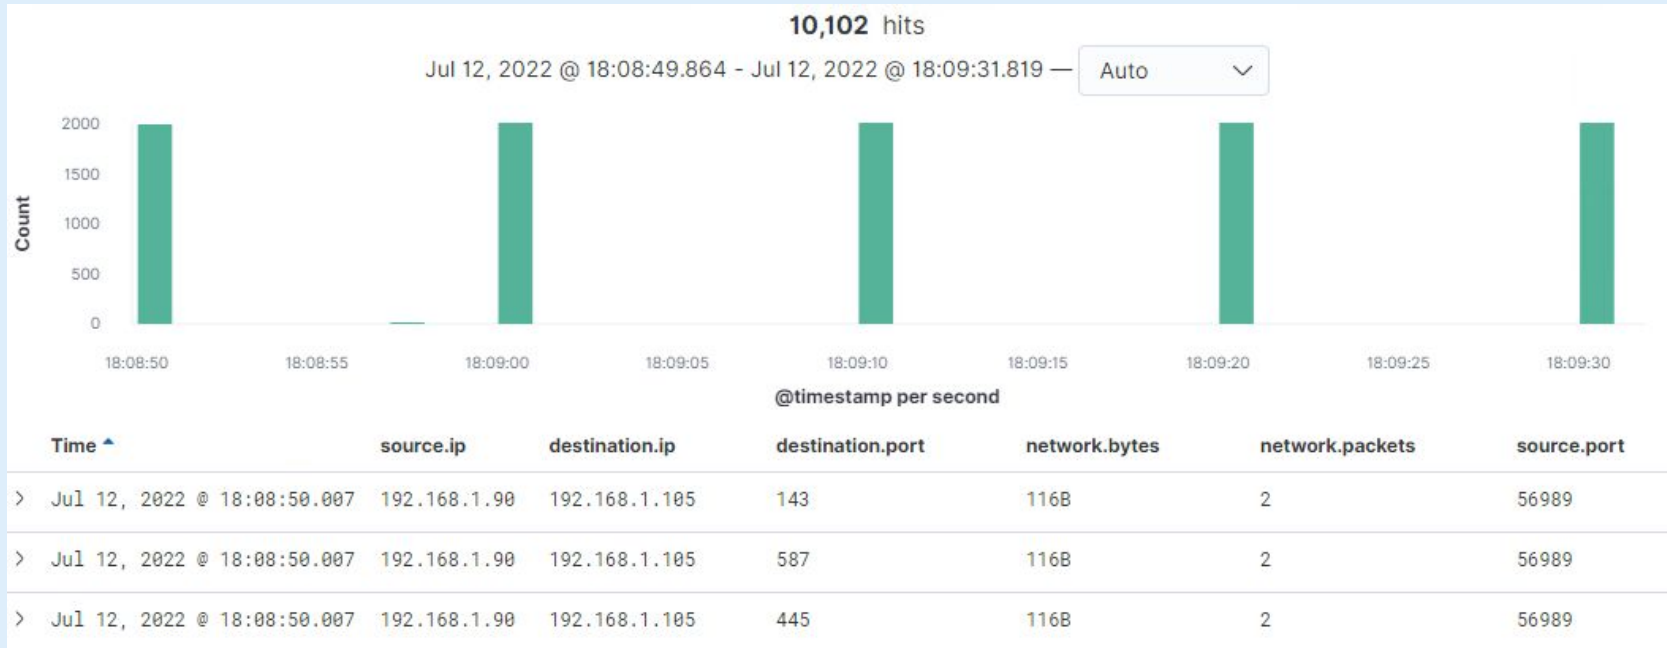 10,102 hits
Jul 12, 2022 @ 18:08:49.864 - Jul 12, 2022 @ 18:09:31.819 — Auto
2000
1500
1000
500
0
Count
18:08:50 18:08:55 18:09:00 18:09:05 18:09:10 18:09:15 18:09:20 18:09:25 18:09:30
@timestamp per second
Time source.ip destination.ip destination.port network.bytes network.packets source.port
> Jul 12, 2022 @ 18:08:50.007 192.168.1.90 192.168.1.105 143 116B 2 56989
> Jul 12, 2022 @ 18:08:50.007 192.168.1.90 192.168.1.105 587 116B 2 56989
> Jul 12, 2022 @ 18:08:50.007 192.168.1.90 192.168.1.105 445 116B 2 56989